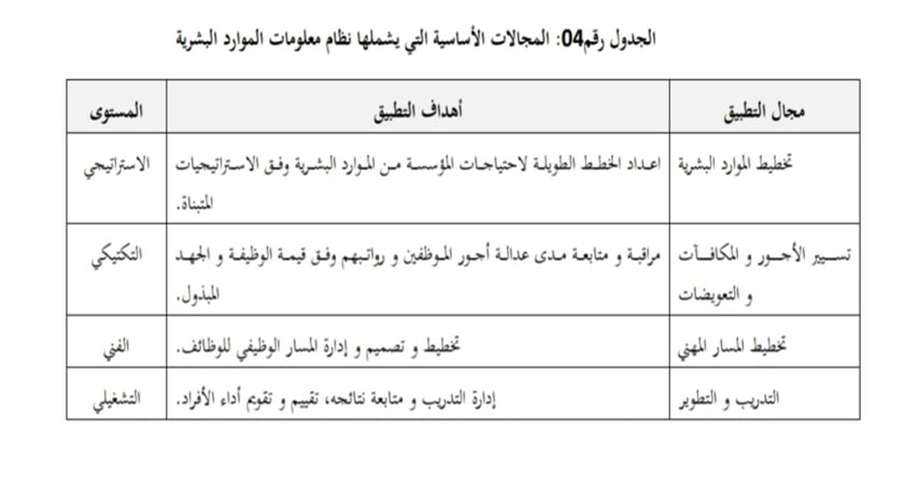 الجدول رقم04: المجالات الأساسية التي يشملها نظام معلومات الموارد البشرية
مجال التطبيق
أهداف التطبيق
المستوى
تخطيط الموارد البشرية
اعداد الخطط الطويلة لاحتياجات المؤسسة من الموارد البشرية وفق الاستراتيجيات
المتبناة.
الاستراتيجي
تسيير الأجور و المكافآت
و التعويضات
مراقبة و متابعة مدى عدالة أجور الموظفين و رواتبهم وفق قيمة الوظيفة و الجهد
المبذول.
التكتيكي
تخطيط المسار المهني
تخطيط و تصميم و إدارة المسار الوظيفي للوظائف.
الفني
التدريب و التطوير
إدارة التدريب و متابعة نتائجه، تقييم و تقويم أداء الأفراد.
التشغيلي